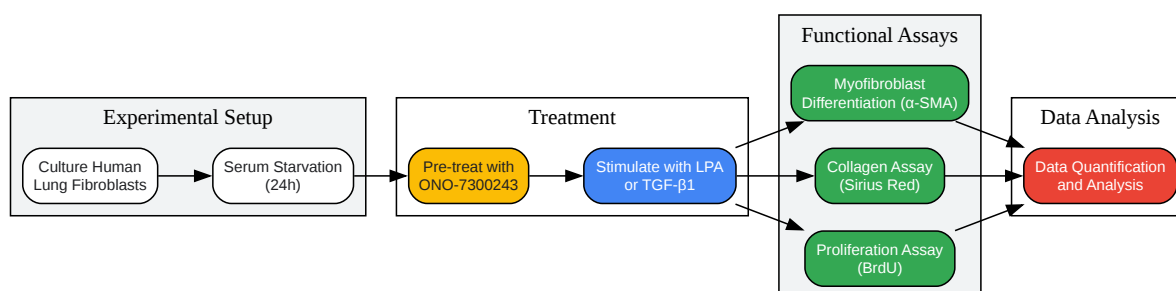 Experimental Setup
Culture Human
Lung Fibroblasts
Serum Starvation
(24h)
Treatment
Pre-treat with
ONO-7300243
Stimulate with LPA
or TGF-β1
Functional Assays
Myofibroblast
Differentiation (α-SMA)
Collagen Assay
(Sirius Red)
Proliferation Assay
(BrdU)
Data Analysis
Data Quantification
and Analysis